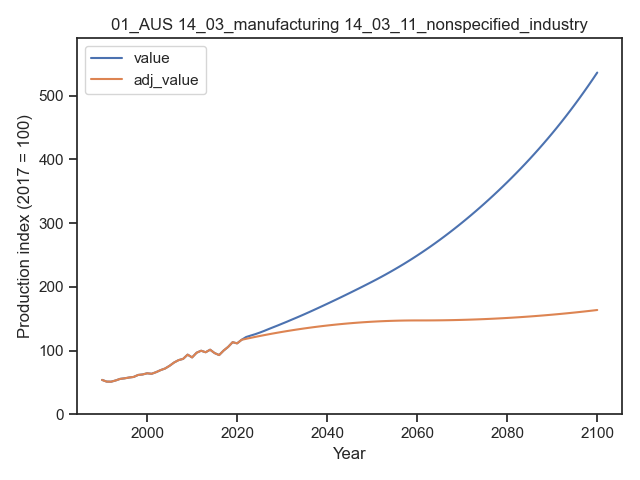 01_AUS 14_03_manufacturing 14_03_11_nonspecified_industry
value
adj_value
Production index (2017 = 100)
500
400
300
200
100
0
2000 2020 2040 2060 2080 2100
Year